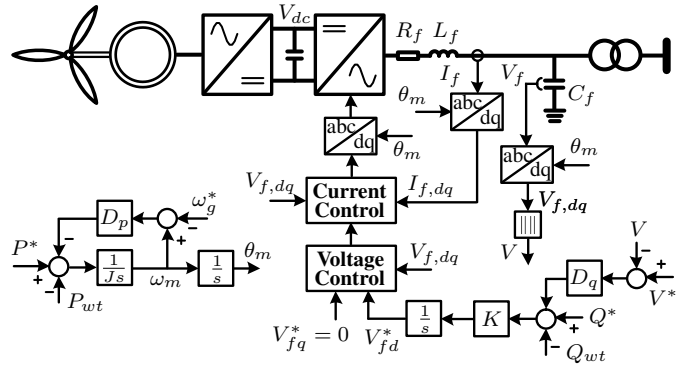 V_{dc}
R_f L_f
I_f
V_f
C_f
θ_m
abc
dq
abc
dq
θ_m
abc
dq
θ_m
V_{f,dq}
Current
Control
I_{f,dq}
V_{f,dq}
V
Voltage
Control
V_{f,dq}
D_p
ω_g^*
P^*
1/Js
ω_m
1/s
θ_m
P_{wt}
V_{fq}^* = 0
V_{fd}^*
1/s
K
D_q
V
V^*
Q^*
Q_{wt}